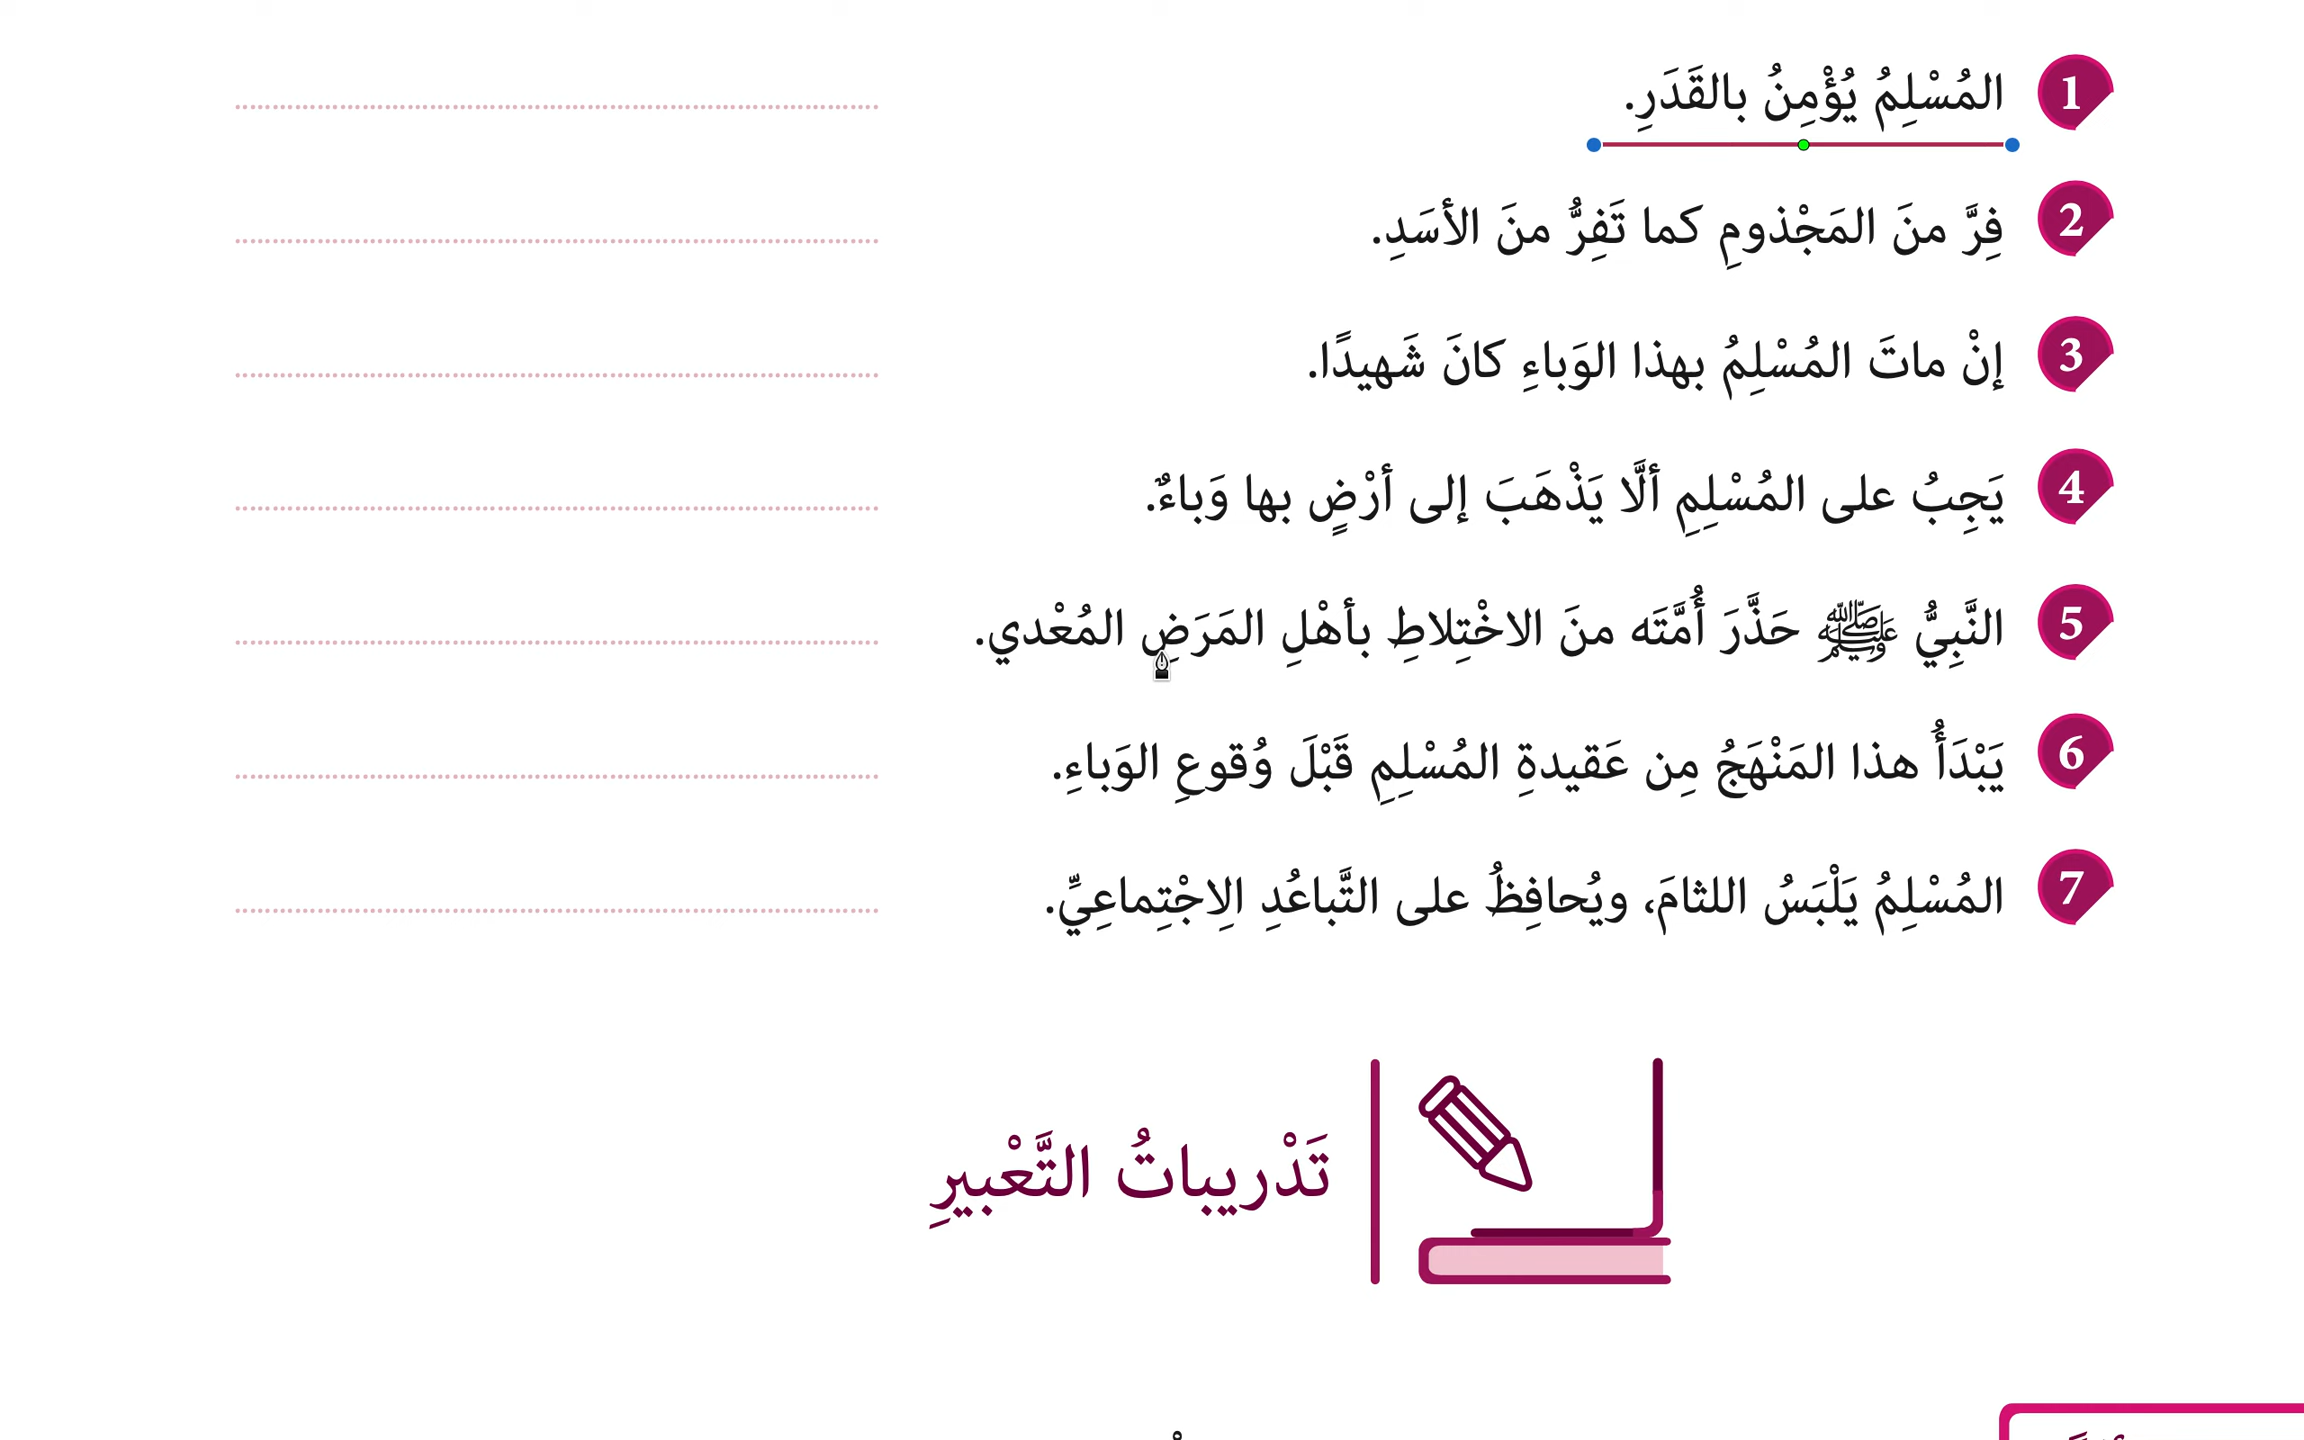 1 المُسْلِمُ يُؤْمِنُ بالقَدَرِ.
2 فِرَّ منَ المَجْذومِ كما تَفِرُّ منَ الأسَدِ.
3 إنْ ماتَ المُسْلِمُ بهذا الوَباءِ كانَ شَهيدًا.
4 يَجِبُ على المُسْلِمِ ألَّا يَذْهَبَ إلى أرْضٍ بها وَباءٌ.
5 النَّبِيُّ ﷺ حَذَّرَ أُمَّتَه منَ الاخْتِلاطِ بأهْلِ المَرَضِ المُعْدي.
6 يَبْدَأُ هذا المَنْهَجُ مِن عَقيدةِ المُسْلِمِ قَبْلَ وُقوعِ الوَباءِ.
7 المُسْلِمُ يَلْبَسُ اللثامَ، ويُحافِظُ على التَّباعُدِ الِاجْتِماعِيِّ.
تَدْريباتُ التَّعْبيرِ